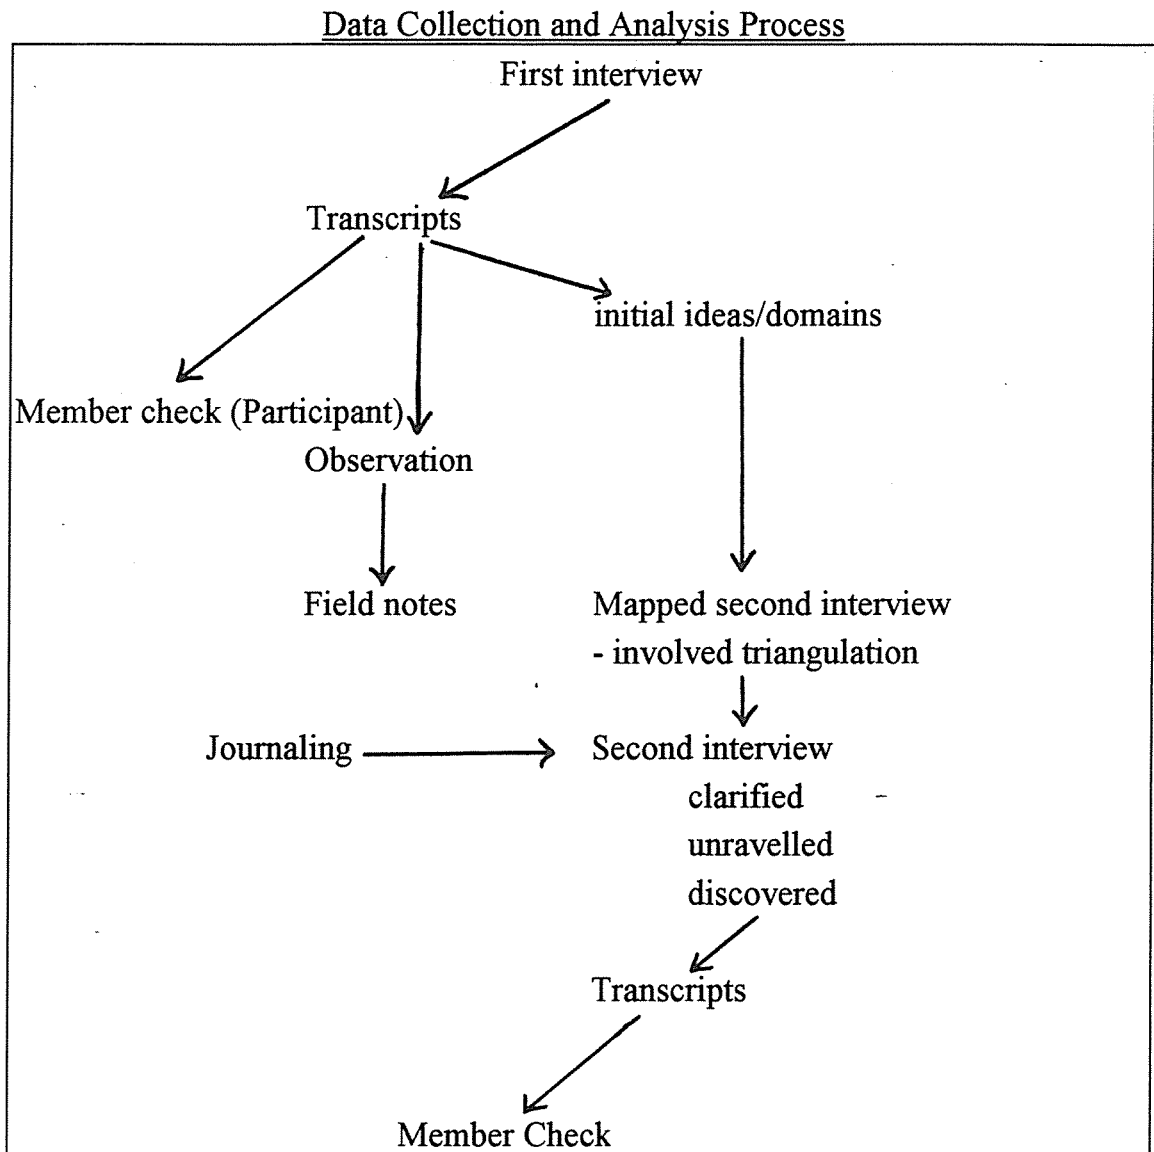 Data Collection and Analysis Process
First interview
Transcripts
initial ideas/domains
Member check (Participant)
Observation
Field notes
Mapped second interview
- involved triangulation
Journaling
Second interview
clarified
unravelled
discovered
Transcripts
Member Check